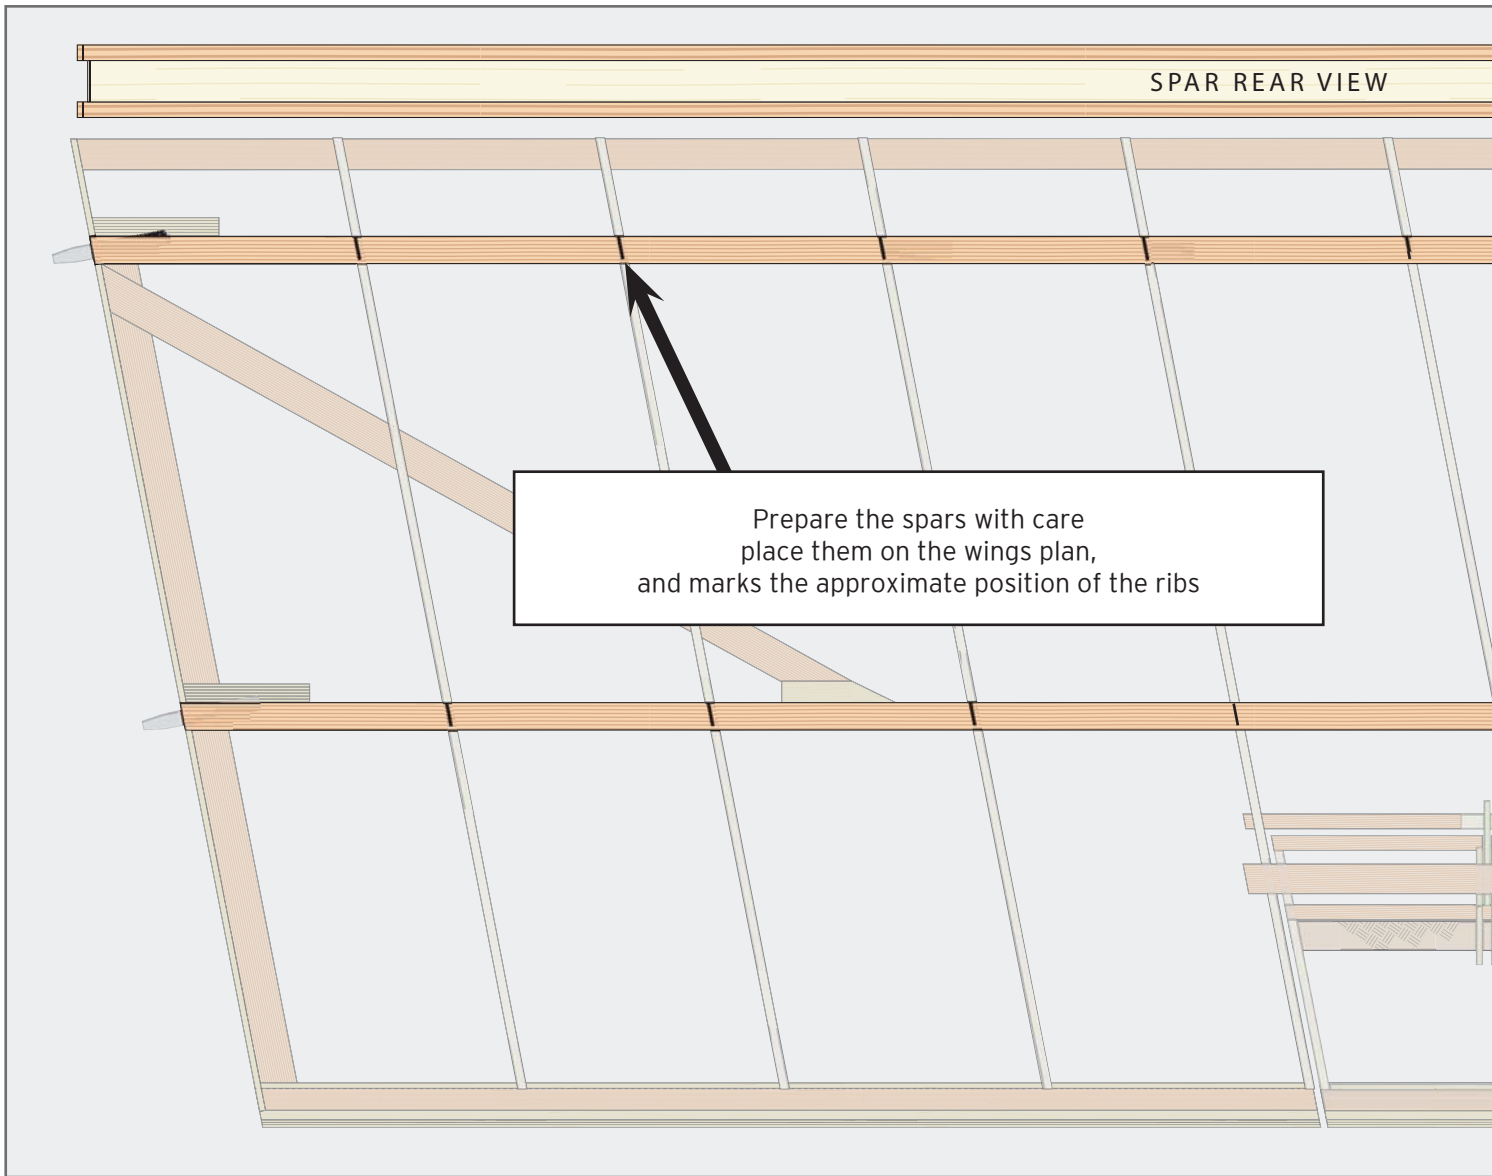 SPAR REAR VIEW
Prepare the spars with care
place them on the wings plan,
and marks the approximate position of the ribs